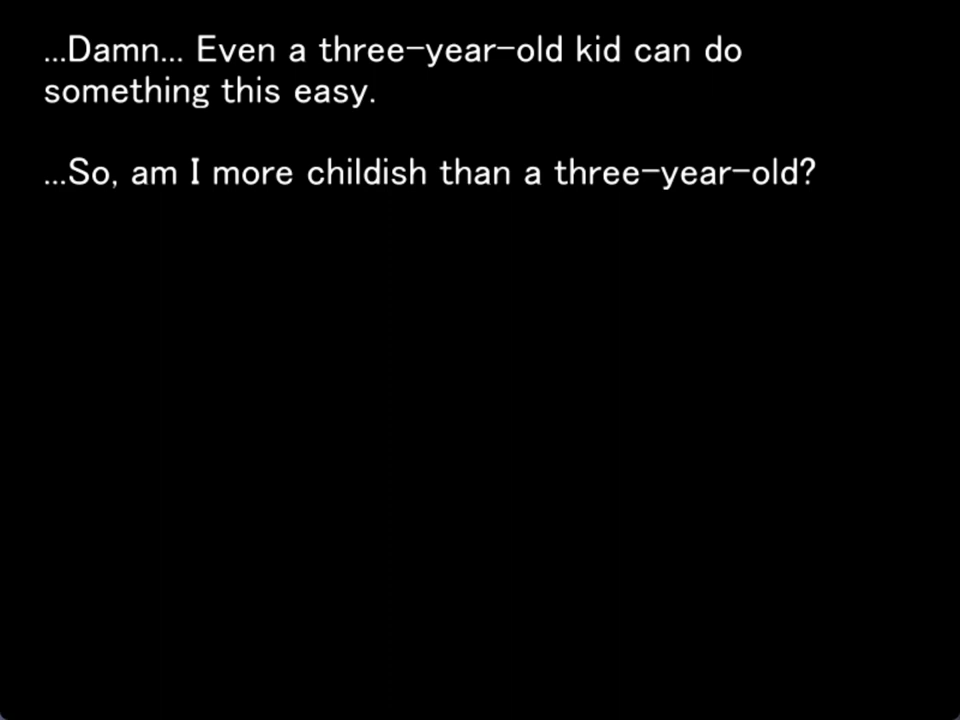 ...Damn... Even a three-year-old kid can do
something this easy.
...So, am I more childish than a three-year-old?